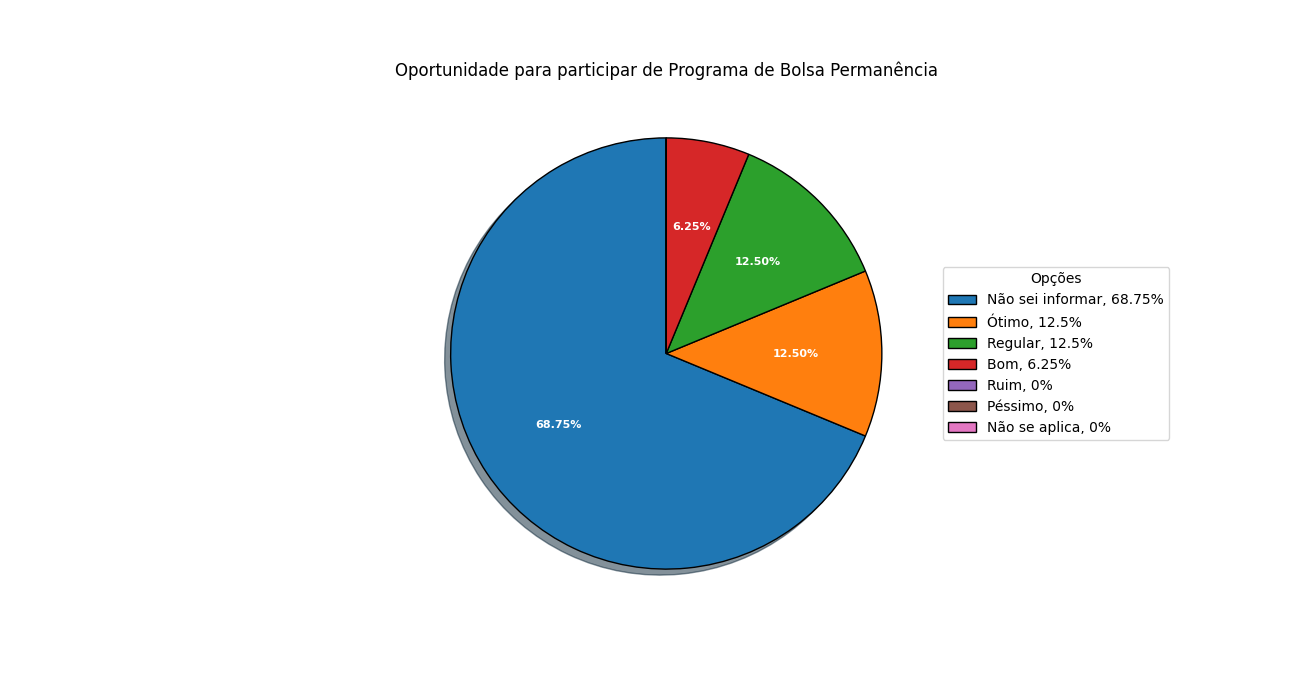 Oportunidade para participar de Programa de Bolsa Permanência
6.25%
12.50%
12.50%
68.75%
Opções
Não sei informar, 68.75%
Ótimo, 12.5%
Regular, 12.5%
Bom, 6.25%
Ruim, 0%
Péssimo, 0%
Não se aplica, 0%